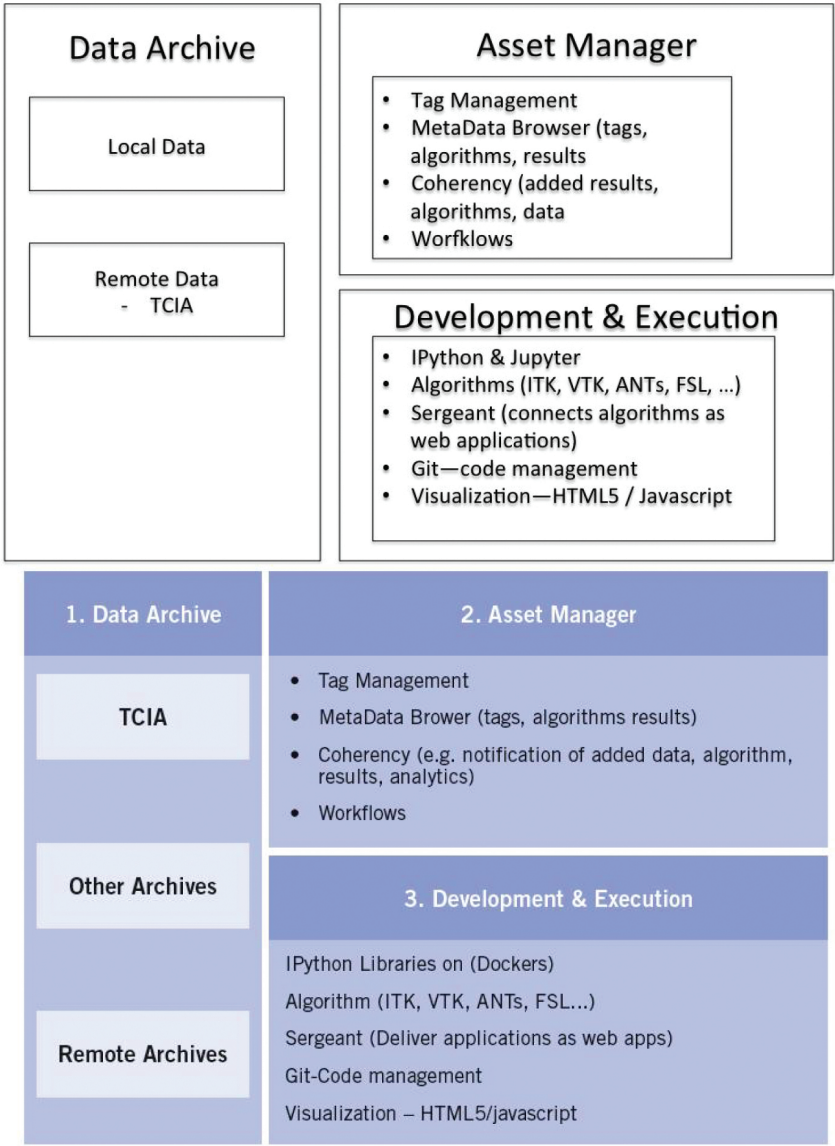 Data Archive
Local Data
Remote Data
- TCIA
Asset Manager
• Tag Management
• MetaData Browser (tags,
algorithms, results
• Coherency (added results,
algorithms, data
• Worfklows
Development & Execution
• IPython & Jupyter
• Algorithms (ITK, VTK, ANTs, FSL, ...)
• Sergeant (connects algorithms as
web applications)
• Git—code management
• Visualization—HTML5 / Javascript
1. Data Archive
TCIA
Other Archives
Remote Archives
2. Asset Manager
• Tag Management
• MetaData Brower (tags, algorithms results)
• Coherency (e.g. notification of added data, algorithm,
results, analytics)
• Workflows
3. Development & Execution
IPython Libraries on (Dockers)
Algorithm (ITK, VTK, ANTs, FSL...)
Sergeant (Deliver applications as web apps)
Git-Code management
Visualization – HTML5/javascript